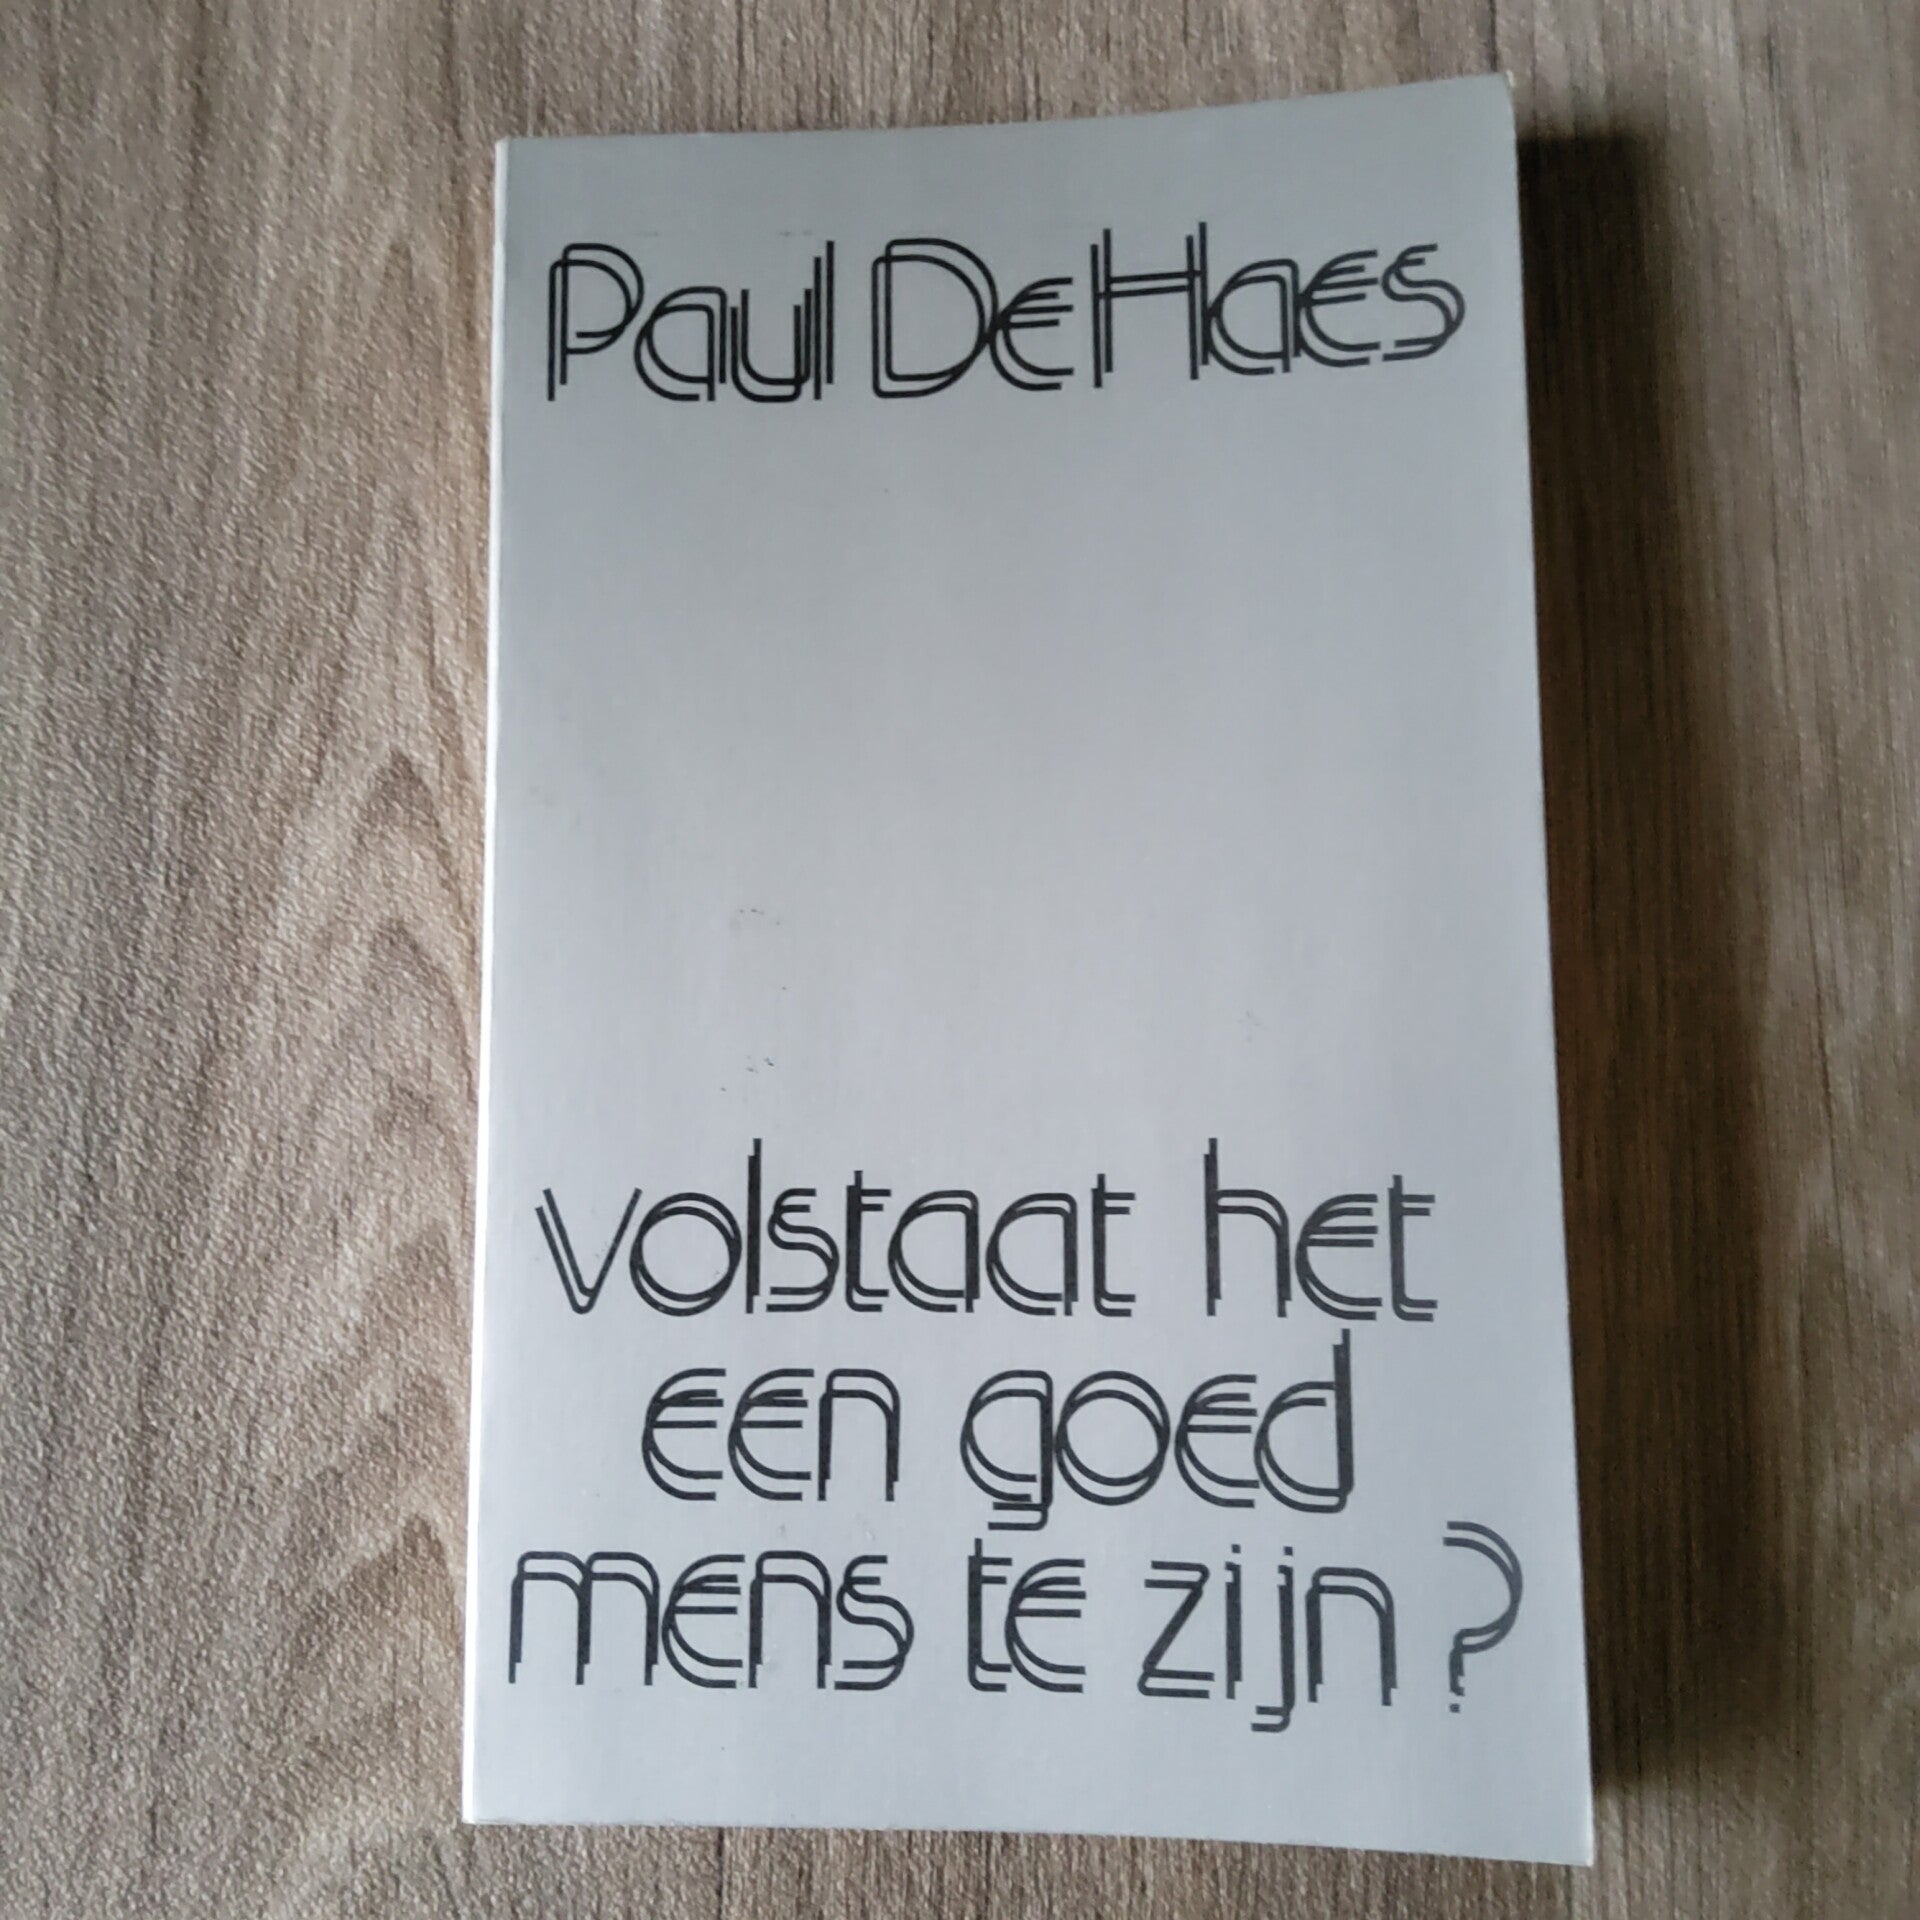 Paul De Haes
volstaat het
een goed
mens te zijn?